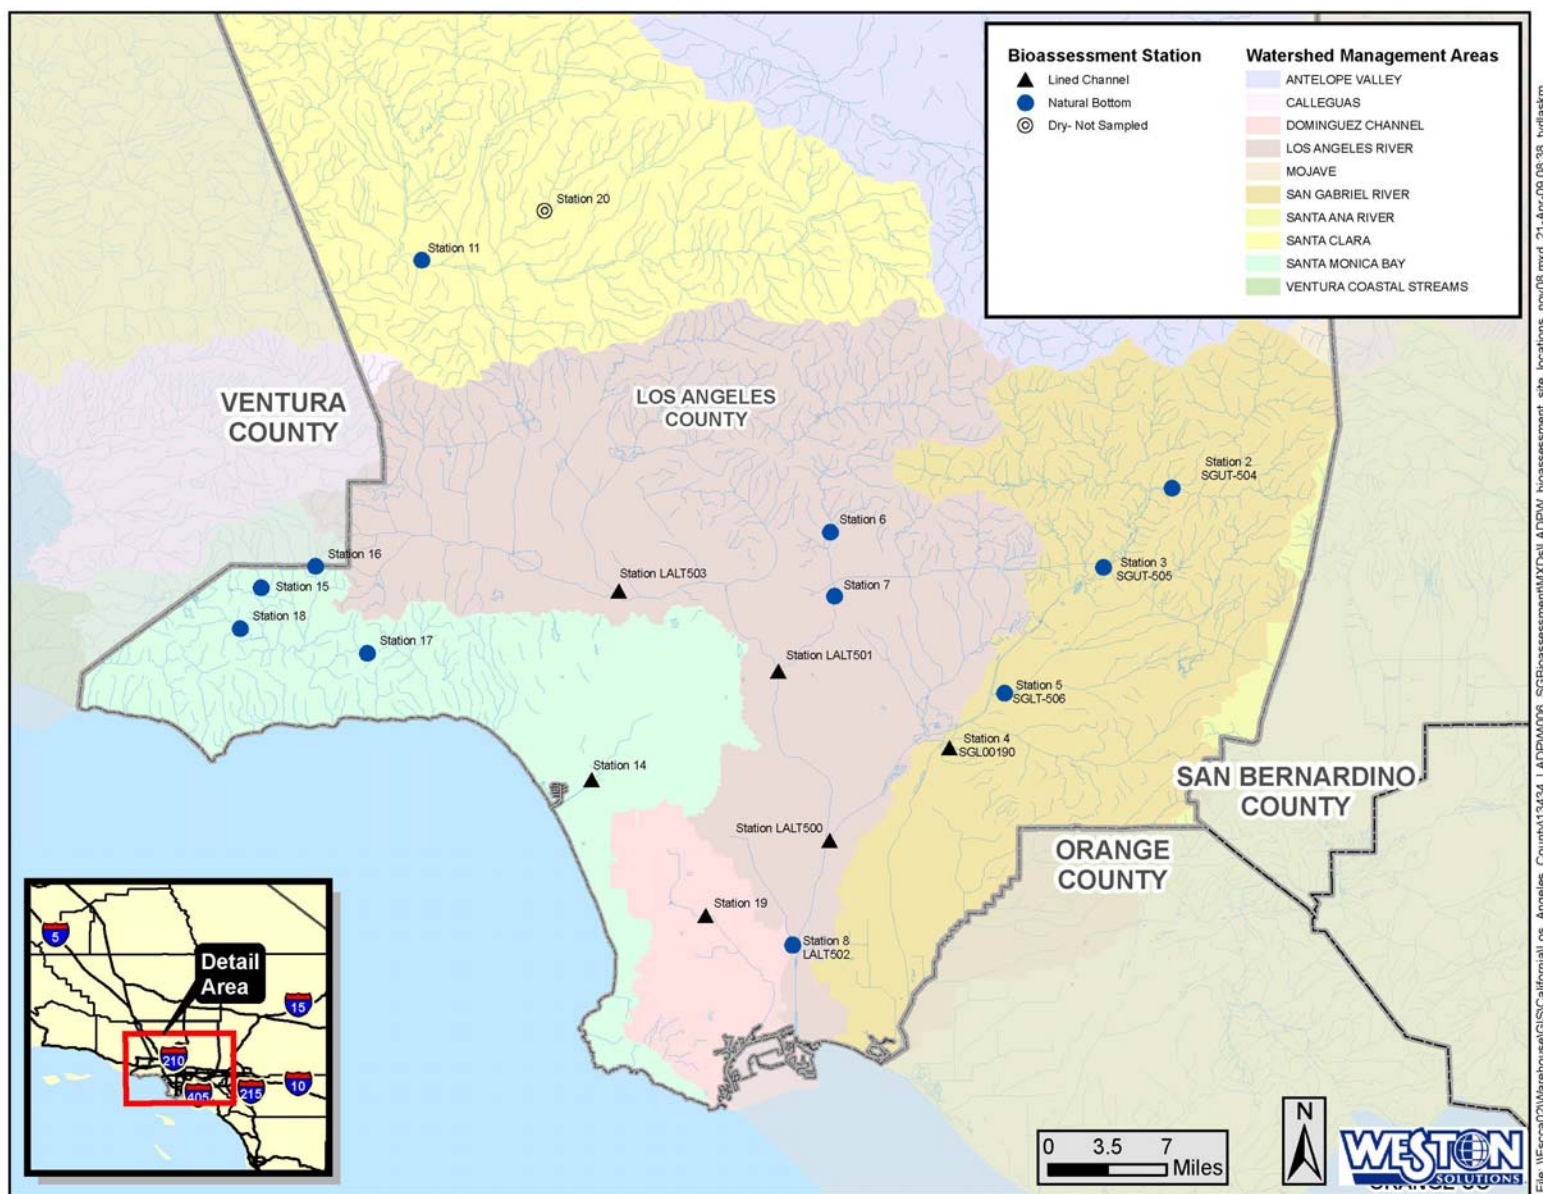 Bioassessment Station
Lined Channel
Natural Bottom
Dry- Not Sampled
Watershed Management Areas
ANTELOPE VALLEY
CALLEGUAS
DOMINGUEZ CHANNEL
LOS ANGELES RIVER
MOJAVE
SAN GABRIEL RIVER
SANTA ANA RIVER
SANTA CLARA
SANTA MONICA BAY
VENTURA COASTAL STREAMS
Station 20
Station 11
VENTURA
COUNTY
LOS ANGELES
COUNTY
Station 2
SGUT-504
Station 6
Station 16
Station 3
SGUT-505
Station LALT503
Station 15
Station 7
Station 18
Station 17
Station LALT501
Station 5
SGLT-506
Station 4
SGL00190
Station 14
SAN BERNARDINO
COUNTY
Station LALT500
ORANGE
COUNTY
Station 19
Station 8
LALT502
Detail
Area
5
15
210
10
405
215
0 3.5 7
Miles
N
WESTON
SOLUTIONS